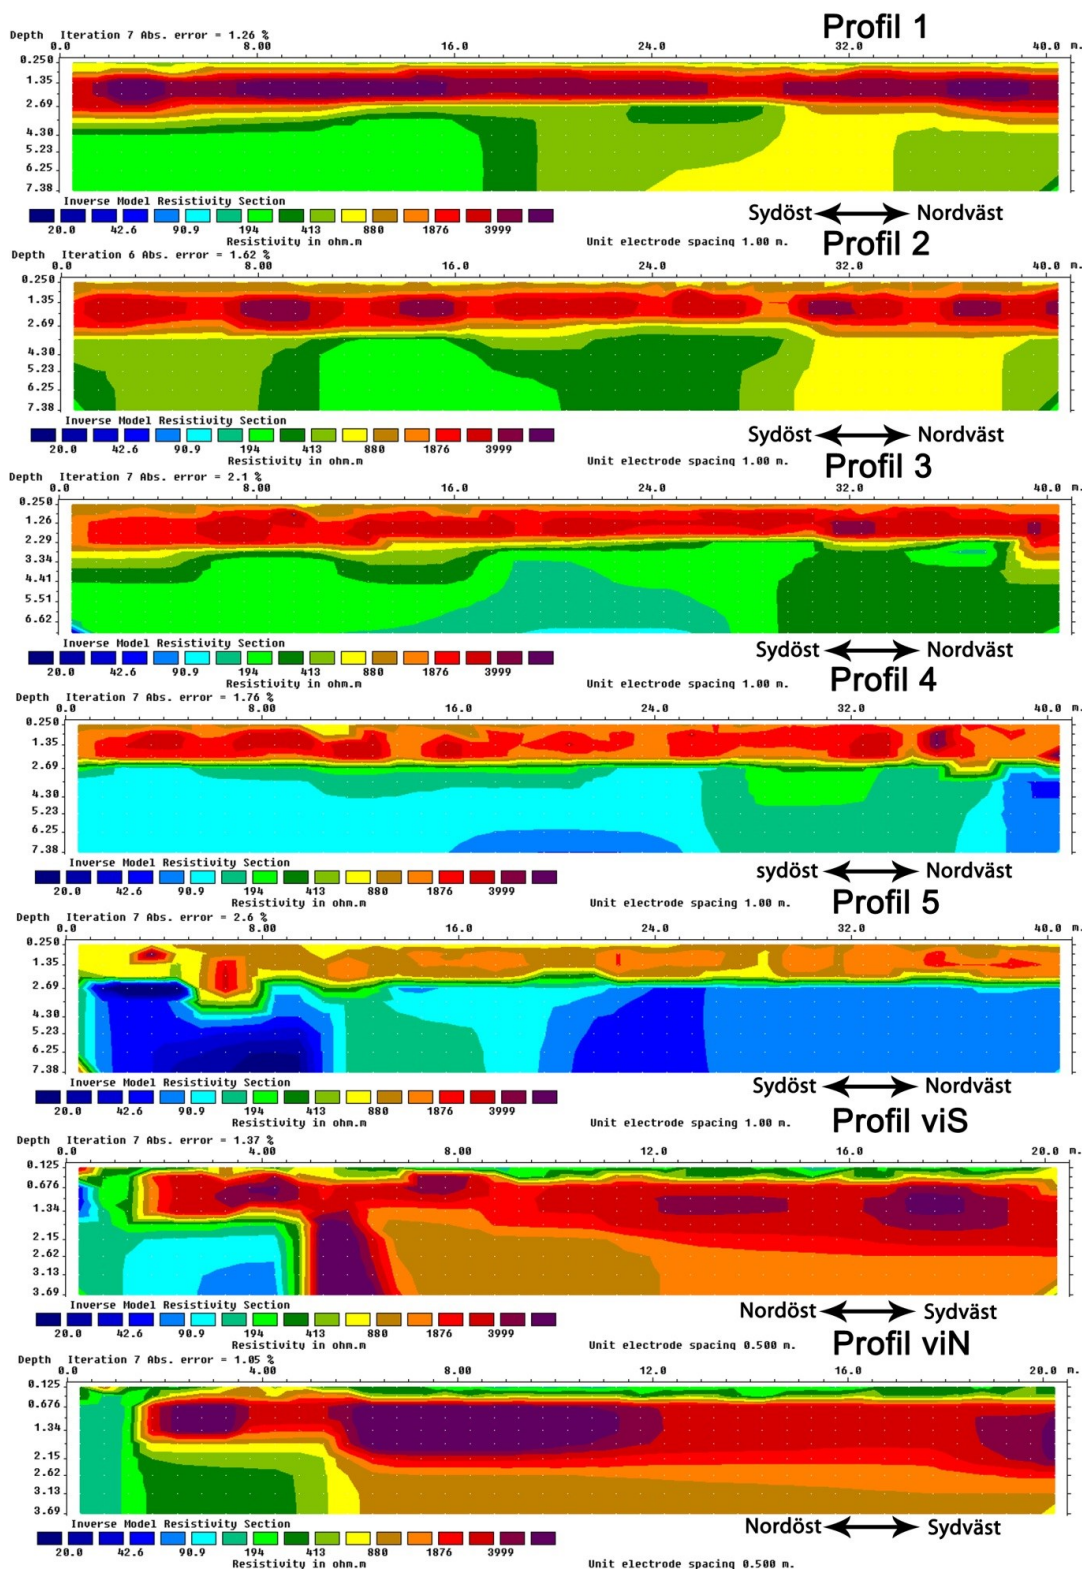 Profil 1
Depth Iteration 7 Abs. error = 1.26 %
0.0 8.00 16.0 24.0 32.0 40.0 m.
0.250
1.35
2.69
4.30
5.23
6.25
7.38
Inverse Model Resistivity Section
20.0 42.6 90.9 194 413 880 1876 3999
Resistivity in ohm.m
Unit electrode spacing 1.00 m.
Sydöst Nordväst
Profil 2
Depth Iteration 6 Abs. error = 1.62 %
0.0 8.00 16.0 24.0 32.0 40.0 m.
0.250
1.35
2.69
4.30
5.23
6.25
7.38
Inverse Model Resistivity Section
20.0 42.6 90.9 194 413 880 1876 3999
Resistivity in ohm.m
Unit electrode spacing 1.00 m.
Sydöst Nordväst
Profil 3
Depth Iteration 7 Abs. error = 2.1 %
0.0 8.00 16.0 24.0 32.0 40.0 m.
0.250
1.26
2.29
3.34
4.41
5.51
6.62
Inverse Model Resistivity Section
20.0 42.6 90.9 194 413 880 1876 3999
Resistivity in ohm.m
Unit electrode spacing 1.00 m.
Sydöst Nordväst
Profil 4
Depth Iteration 7 Abs. error = 1.76 %
0.0 8.00 16.0 24.0 32.0 40.0 m.
0.250
1.35
2.69
4.30
5.23
6.25
7.38
Inverse Model Resistivity Section
20.0 42.6 90.9 194 413 880 1876 3999
Resistivity in ohm.m
Unit electrode spacing 1.00 m.
sydöst Nordväst
Profil 5
Depth Iteration 7 Abs. error = 2.6 %
0.0 8.00 16.0 24.0 32.0 40.0 m.
0.250
1.35
2.69
4.30
5.23
6.25
7.38
Inverse Model Resistivity Section
20.0 42.6 90.9 194 413 880 1876 3999
Resistivity in ohm.m
Unit electrode spacing 1.00 m.
Sydöst Nordväst
Profil viS
Depth Iteration 7 Abs. error = 1.37 %
0.0 4.00 8.00 12.0 16.0 20.0 m.
0.125
0.676
1.34
2.15
2.62
3.13
3.69
Inverse Model Resistivity Section
20.0 42.6 90.9 194 413 880 1876 3999
Resistivity in ohm.m
Unit electrode spacing 0.500 m.
Nordöst Sydväst
Profil viN
Depth Iteration 7 Abs. error = 1.05 %
0.0 4.00 8.00 12.0 16.0 20.0 m.
0.125
0.676
1.34
2.15
2.62
3.13
3.69
Inverse Model Resistivity Section
20.0 42.6 90.9 194 413 880 1876 3999
Resistivity in ohm.m
Unit electrode spacing 0.500 m.
Nordöst Sydväst